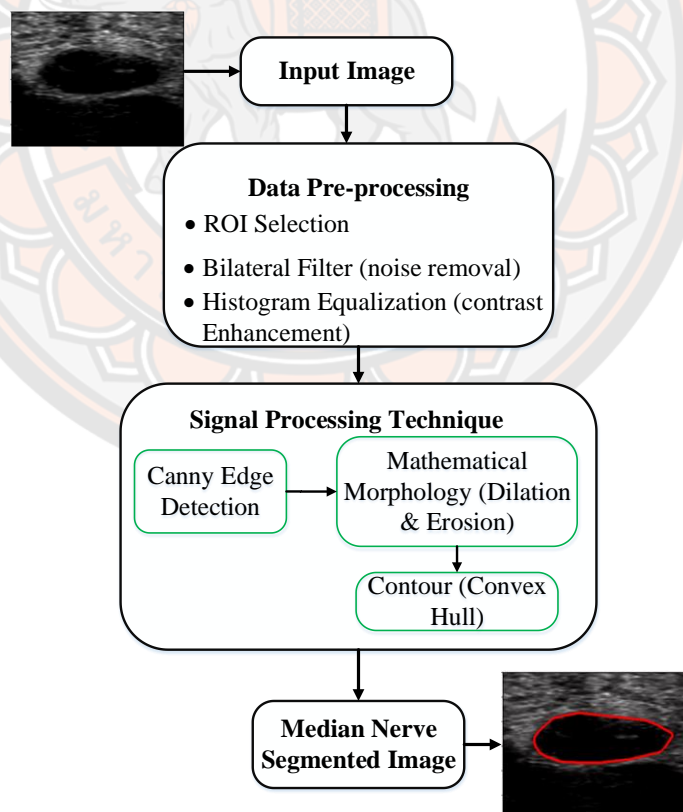 Input Image
Data Pre-processing
• ROI Selection
• Bilateral Filter (noise removal)
• Histogram Equalization (contrast
Enhancement)
Signal Processing Technique
Canny Edge
Detection
Mathematical
Morphology (Dilation
& Erosion)
Contour (Convex
Hull)
Median Nerve
Segmented Image